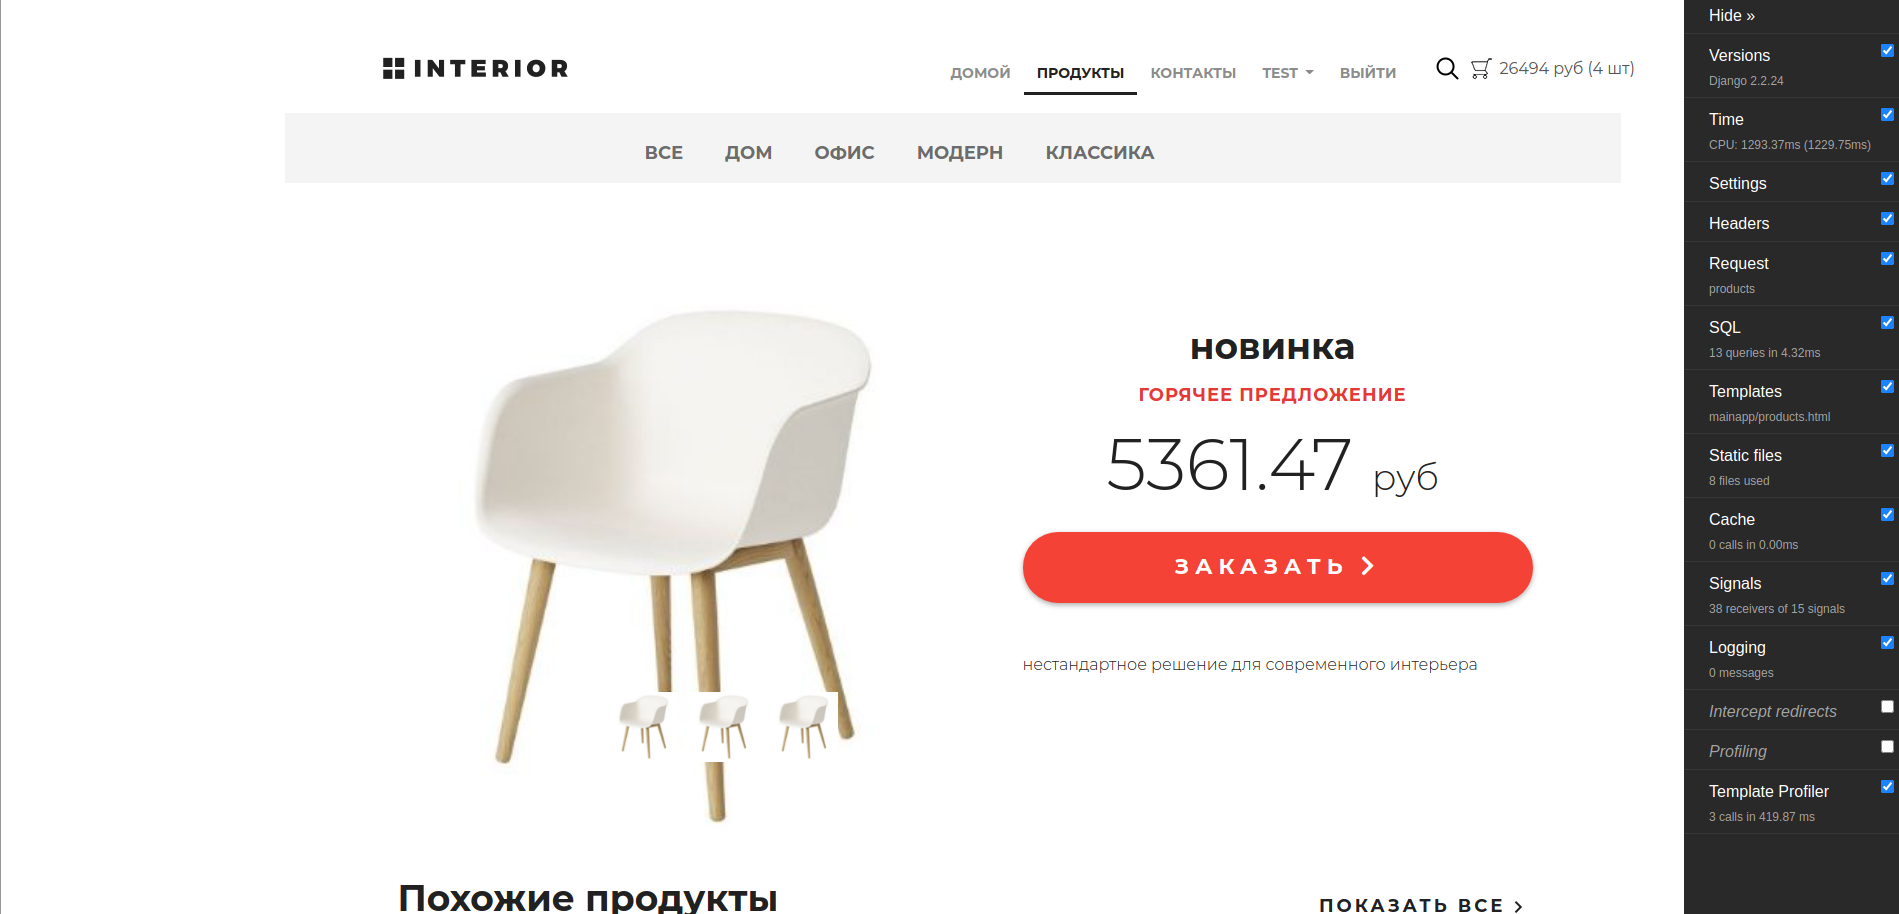 INTERIOR
ДОМОЙ ПРОДУКТЫ КОНТАКТЫ TEST ВЫЙТИ 26494 руб (4 шт)
ВСЕ ДОМ ОФИС МОДЕРН КЛАССИКА
новинка
ГОРЯЧЕЕ ПРЕДЛОЖЕНИЕ
5361.47 руб
ЗАКАЗАТЬ
нестандартное решение для современного интерьера
Похожие продукты
ПОКАЗАТЬ ВСЕ
Hide »
Versions
Django 2.2.24
Time
CPU: 1293.37ms (1229.75ms)
Settings
Headers
Request
products
SQL
13 queries in 4.32ms
Templates
mainapp/products.html
Static files
8 files used
Cache
0 calls in 0.00ms
Signals
38 receivers of 15 signals
Logging
0 messages
Intercept redirects
Profiling
Template Profiler
3 calls in 419.87 ms